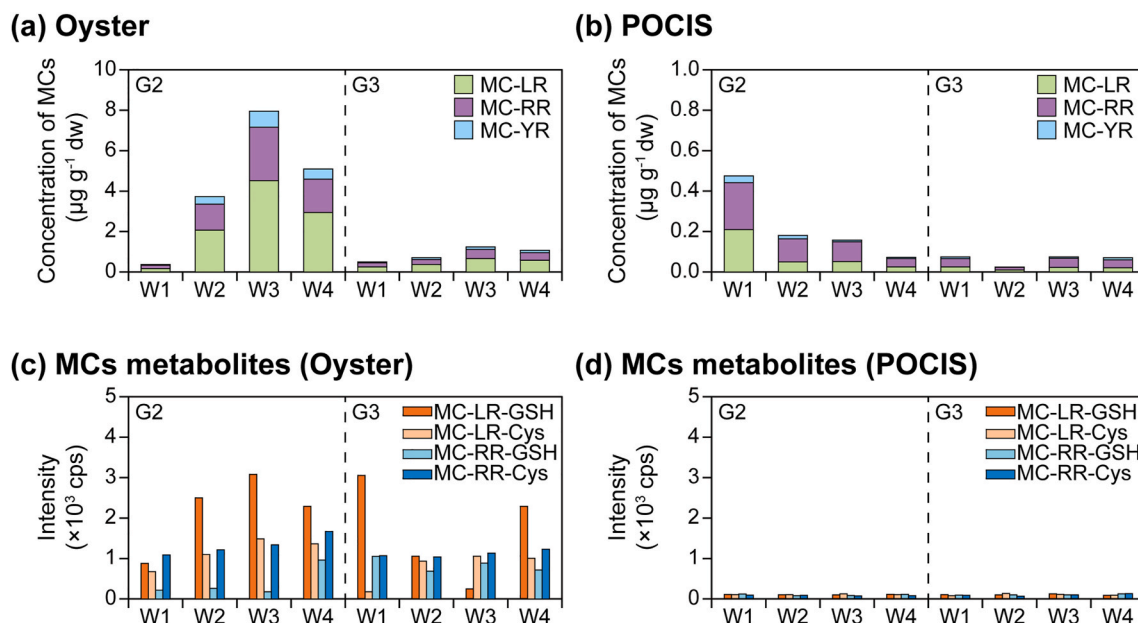 (a) Oyster
Concentration of MCs
(µg g⁻¹ dw)
10
8
6
4
2
0
G2
G3
MC-LR
MC-RR
MC-YR
W1 W2 W3 W4 W1 W2 W3 W4
(b) POCIS
Concentration of MCs
(µg g⁻¹ dw)
1.0
0.8
0.6
0.4
0.2
0.0
G2
G3
MC-LR
MC-RR
MC-YR
W1 W2 W3 W4 W1 W2 W3 W4
(c) MCs metabolites (Oyster)
Intensity
(×10³ cps)
5
4
3
2
1
0
G2
G3
MC-LR-GSH
MC-LR-Cys
MC-RR-GSH
MC-RR-Cys
W1 W2 W3 W4 W1 W2 W3 W4
(d) MCs metabolites (POCIS)
Intensity
(×10³ cps)
5
4
3
2
1
0
G2
G3
MC-LR-GSH
MC-LR-Cys
MC-RR-GSH
MC-RR-Cys
W1 W2 W3 W4 W1 W2 W3 W4